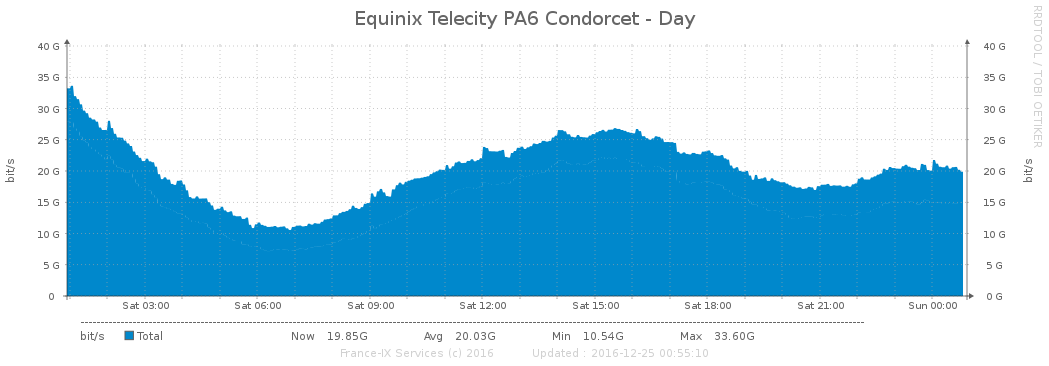 Equinix Telecity PA6 Condorcet - Day
RRDTOOL / TOBI OETIKER
bit/s
bit/s
40 G 40 G
35 G 35 G
30 G 30 G
25 G 25 G
20 G 20 G
15 G 15 G
10 G 10 G
5 G 5 G
0 0 G
Sat 03:00 Sat 06:00 Sat 09:00 Sat 12:00 Sat 15:00 Sat 18:00 Sat 21:00 Sun 00:00
bit/s Total Now 19.85G Avg 20.03G Min 10.54G Max 33.60G
France-IX Services (c) 2016 Updated : 2016-12-25 00:55:10